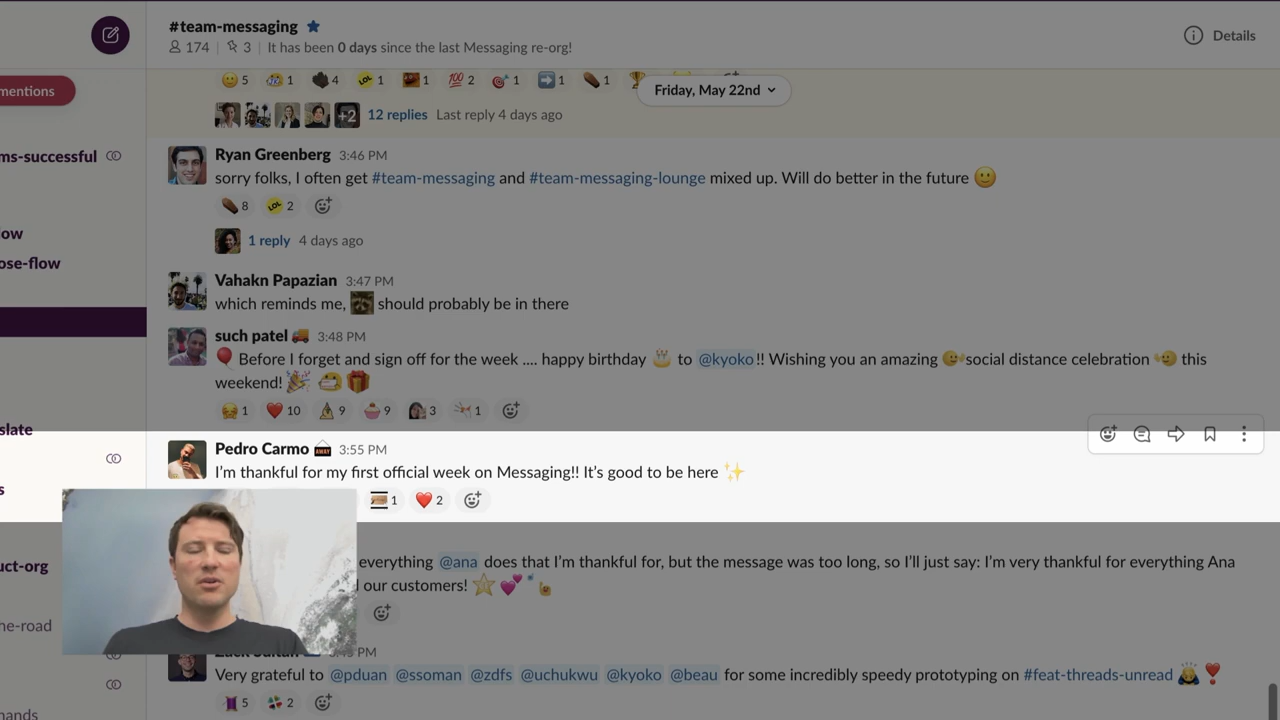 #team-messaging
174 | 3 | It has been 0 days since the last Messaging re-org!
Details
mentions
5 1 4 LOL 1 1 100 2 1 1 1
Friday, May 22nd
+2 12 replies Last reply 4 days ago
ms-successful
Ryan Greenberg 3:46 PM
sorry folks, I often get #team-messaging and #team-messaging-lounge mixed up. Will do better in the future
8 LOL 2
low
1 reply 4 days ago
ose-flow
Vahakn Papazian 3:47 PM
which reminds me, should probably be in there
such patel 3:48 PM
Before I forget and sign off for the week .... happy birthday to @kyoko!! Wishing you an amazing social distance celebration this
weekend!
1 10 9 9 3 1
slate
Pedro Carmo AWAY 3:55 PM
I'm thankful for my first official week on Messaging!! It's good to be here
s
1 2
everything @ana does that I'm thankful for, but the message was too long, so I'll just say: I'm very thankful for everything Ana
uct-org
l our customers!
he-road
PM
Very grateful to @pduan @ssoman @zdfs @uchukwu @kyoko @beau for some incredibly speedy prototyping on #feat-threads-unread
5 2
nands